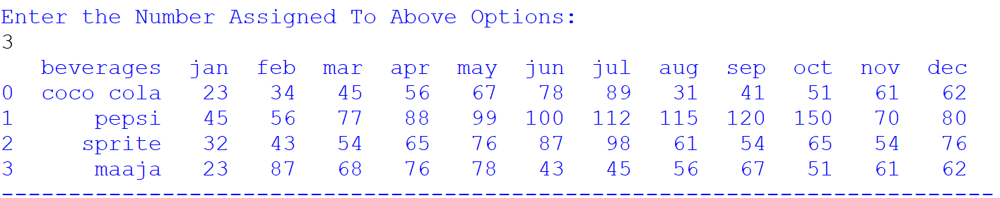 Enter the Number Assigned To Above Options:
3
   beverages  jan  feb  mar  apr  may  jun  jul  aug  sep  oct  nov  dec
0  coco cola   23   34   45   56   67   78   89   31   41   51   61   62
1      pepsi   45   56   77   88   99  100  112  115  120  150   70   80
2     sprite   32   43   54   65   76   87   98   61   54   65   54   76
3      maaja   23   87   68   76   78   43   45   56   67   51   61   62
--------------------------------------------------------------------------